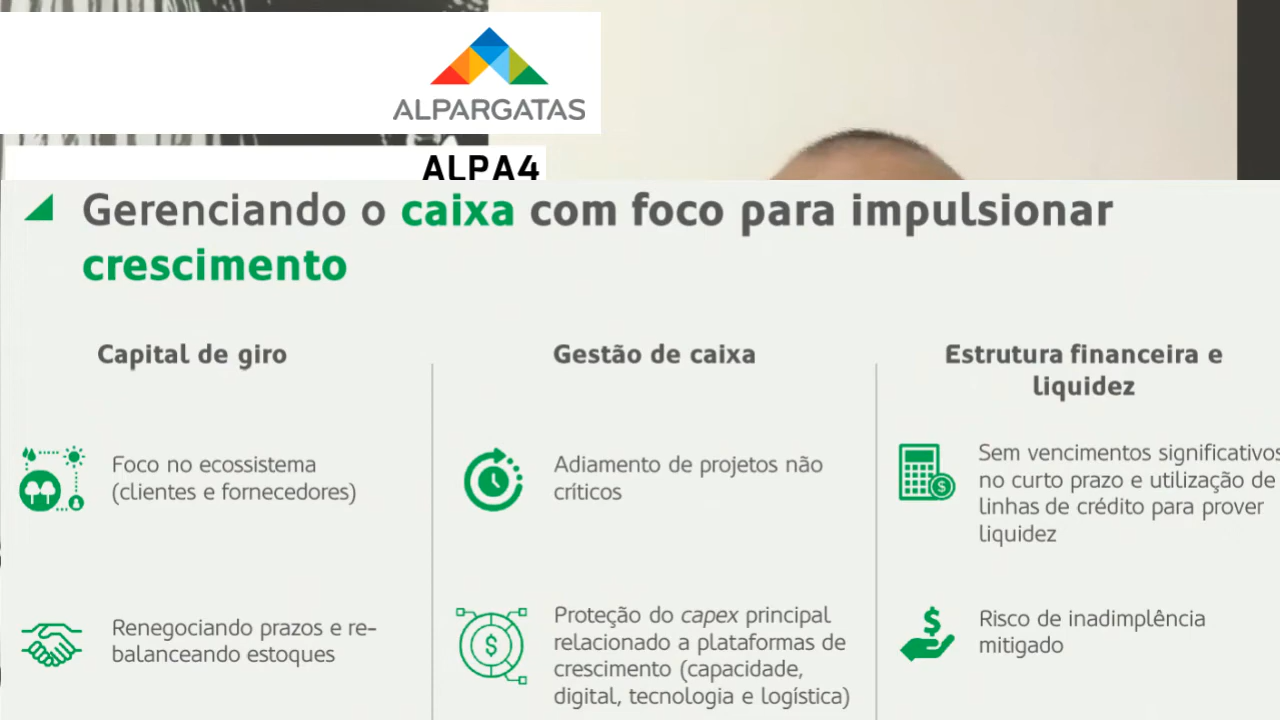 ALPARGATAS
ALPA4
Gerenciando o caixa com foco para impulsionar
crescimento
Capital de giro
Foco no ecossistema
(clientes e fornecedores)
Renegociando prazos e re-
balanceando estoques
Gestão de caixa
Adiamento de projetos não
críticos
Proteção do capex principal
relacionado a plataformas de
crescimento (capacidade,
digital, tecnologia e logística)
Estrutura financeira e
liquidez
Sem vencimentos significativos
no curto prazo e utilização de
linhas de crédito para prover
liquidez
Risco de inadimplência
mitigado